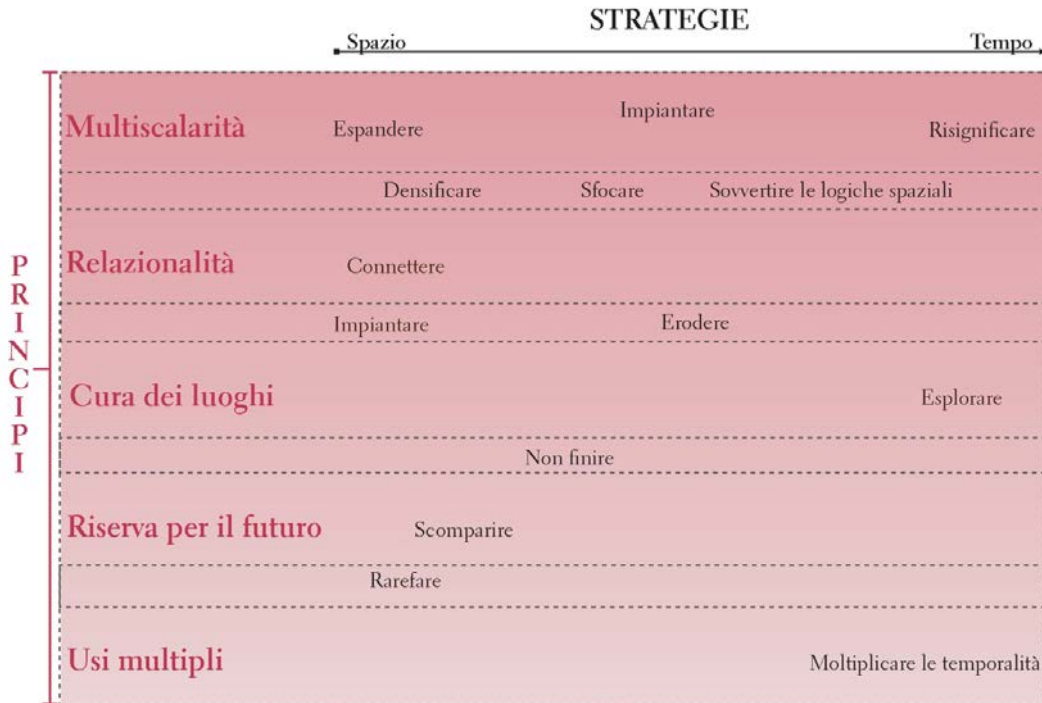 STRATEGIE
Spazio Tempo
PRINCIPI
Multiscalarità Espandere Impiantare Risignificare
Densificare Sfocare Sovvertire le logiche spaziali
Relazionalità Connettere
Impiantare Erodere
Cura dei luoghi Esplorare
Non finire
Riserva per il futuro Scomparire
Rarefare
Usi multipli Moltiplicare le temporalità